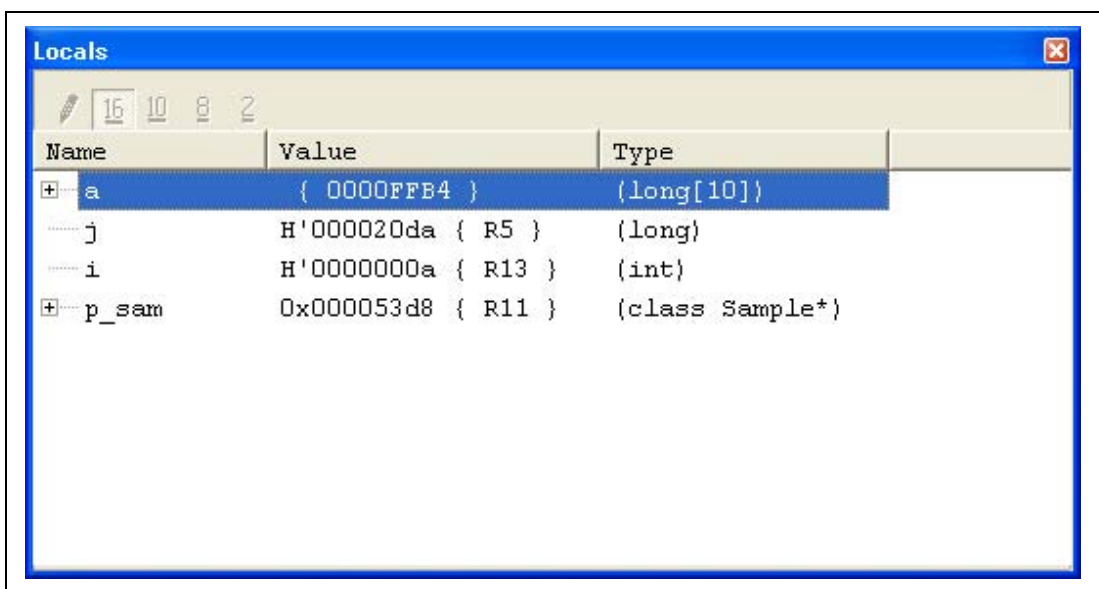 Locals
16 10 8 2
Name Value Type
a { 0000FFB4 } (long[10])
j H'000020da { R5 } (long)
i H'0000000a { R13 } (int)
p_sam 0x000053d8 { R11 } (class Sample*)